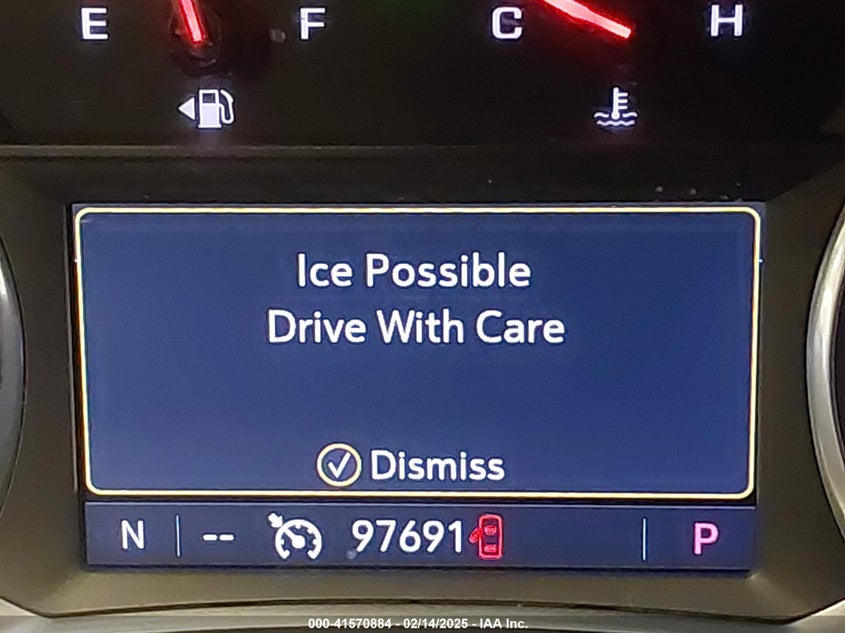 E F C H
Ice Possible
Drive With Care
Dismiss
N -- 97691 P
000-41570884 - 02/14/2025 - IAA Inc.